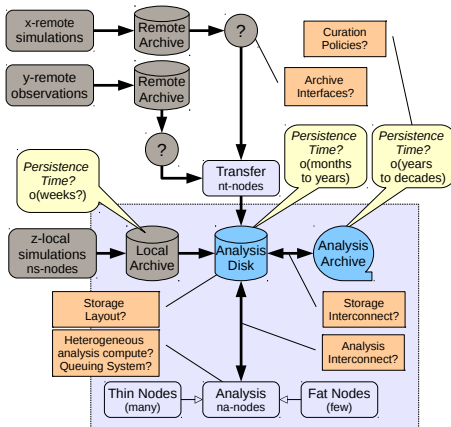 x-remote
simulations
Remote
Archive
?
Curation
Policies?
y-remote
observations
Remote
Archive
Archive
Interfaces?
?
Persistence
Time?
o(weeks?)
Transfer
nt-nodes
Persistence
Time?
o(months
to years)
Persistence
Time?
o(years
to decades)
z-local
simulations
ns-nodes
Local
Archive
Analysis
Disk
Analysis
Archive
Storage
Layout?
Storage
Interconnect?
Heterogeneous
analysis compute?
Queuing System?
Analysis
Interconnect?
Thin Nodes
(many)
Analysis
na-nodes
Fat Nodes
(few)